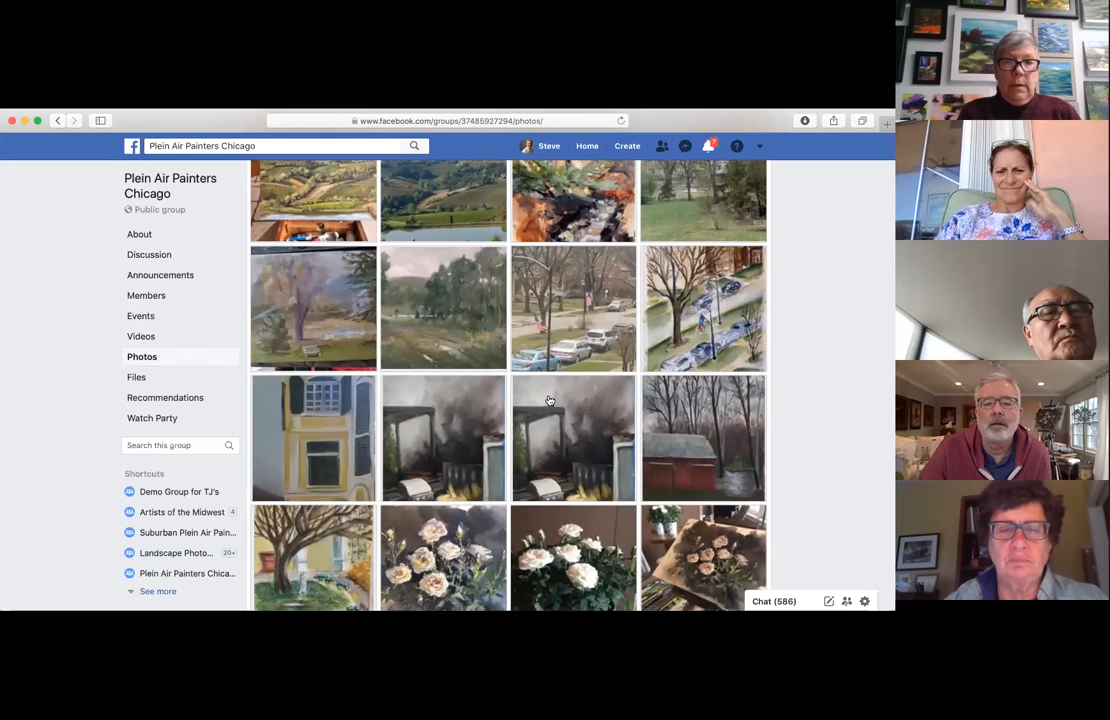 www.facebook.com/groups/37485927294/photos/
Plein Air Painters Chicago
Steve
Home
Create
7
Plein Air Painters
Chicago
Public group
About
Discussion
Announcements
Members
Events
Videos
Photos
Files
Recommendations
Watch Party
Search this group
Shortcuts
Demo Group for TJ's
Artists of the Midwest 4
Suburban Plein Air Pain...
Landscape Photo... 20+
Plein Air Painters Chica...
See more
Chat (586)